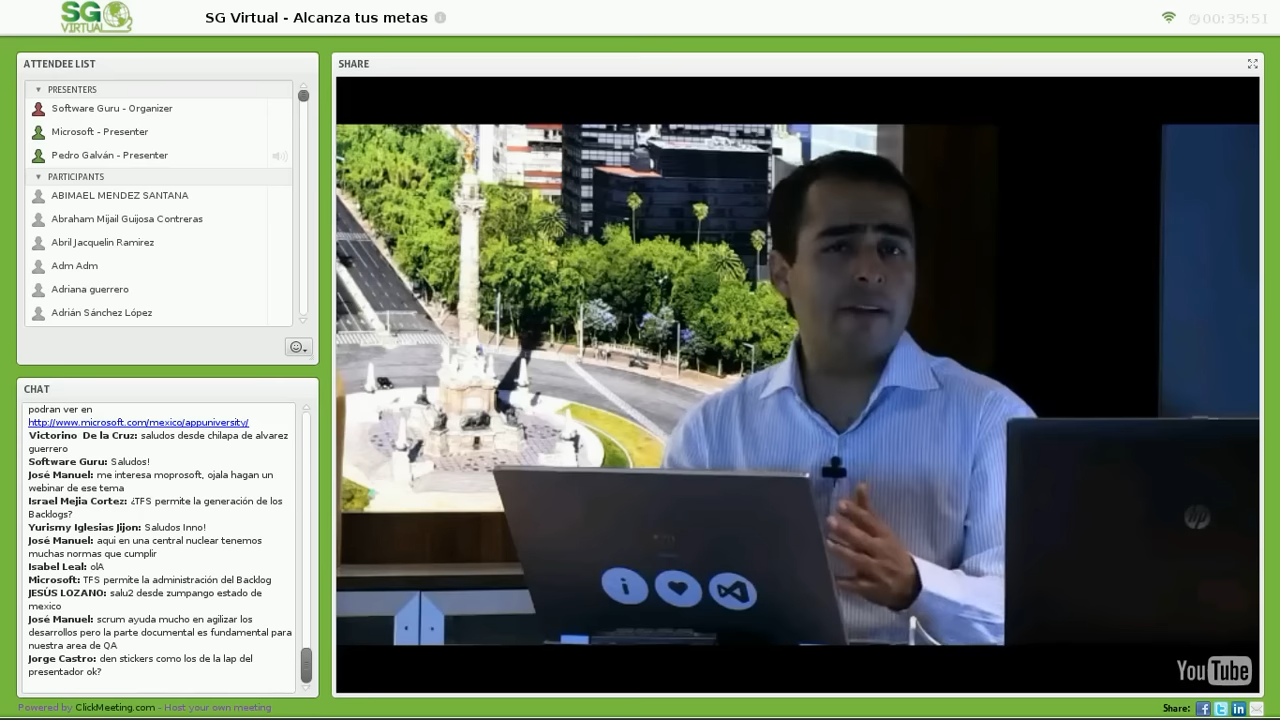 SG
VIRTUAL
SG Virtual - Alcanza tus metas
00:35:51
ATTENDEE LIST
PRESENTERS
Software Guru - Organizer
Microsoft - Presenter
Pedro Galván - Presenter
PARTICIPANTS
ABIMAEL MENDEZ SANTANA
Abraham Mijail Guijosa Contreras
Abril Jacquelin Ramirez
Adm Adm
Adriana guerrero
Adrián Sánchez López
CHAT
podran ver en
http://www.microsoft.com/mexico/appuniversity/
Victorino De la Cruz: saludos desde chilapa de alvarez
guerrero
Software Guru: Saludos!
José Manuel: me interesa moprosoft, ojala hagan un
webinar de ese tema
Israel Mejia Cortez: ¿TFS permite la generación de los
Backlogs?
Yurismy Iglesias Jijon: Saludos Inno!
José Manuel: aqui en una central nuclear tenemos
muchas normas que cumplir
Isabel Leal: olA
Microsoft: TFS permite la administración del Backlog
JESÚS LOZANO: salu2 desde zumpango estado de
mexico
José Manuel: scrum ayuda mucho en agilizar los
desarrollos pero la parte documental es fundamental para
nuestra area de QA
Jorge Castro: den stickers como los de la lap del
presentador ok?
SHARE
i
hp
YouTube
Powered by ClickMeeting.com - Host your own meeting
Share: